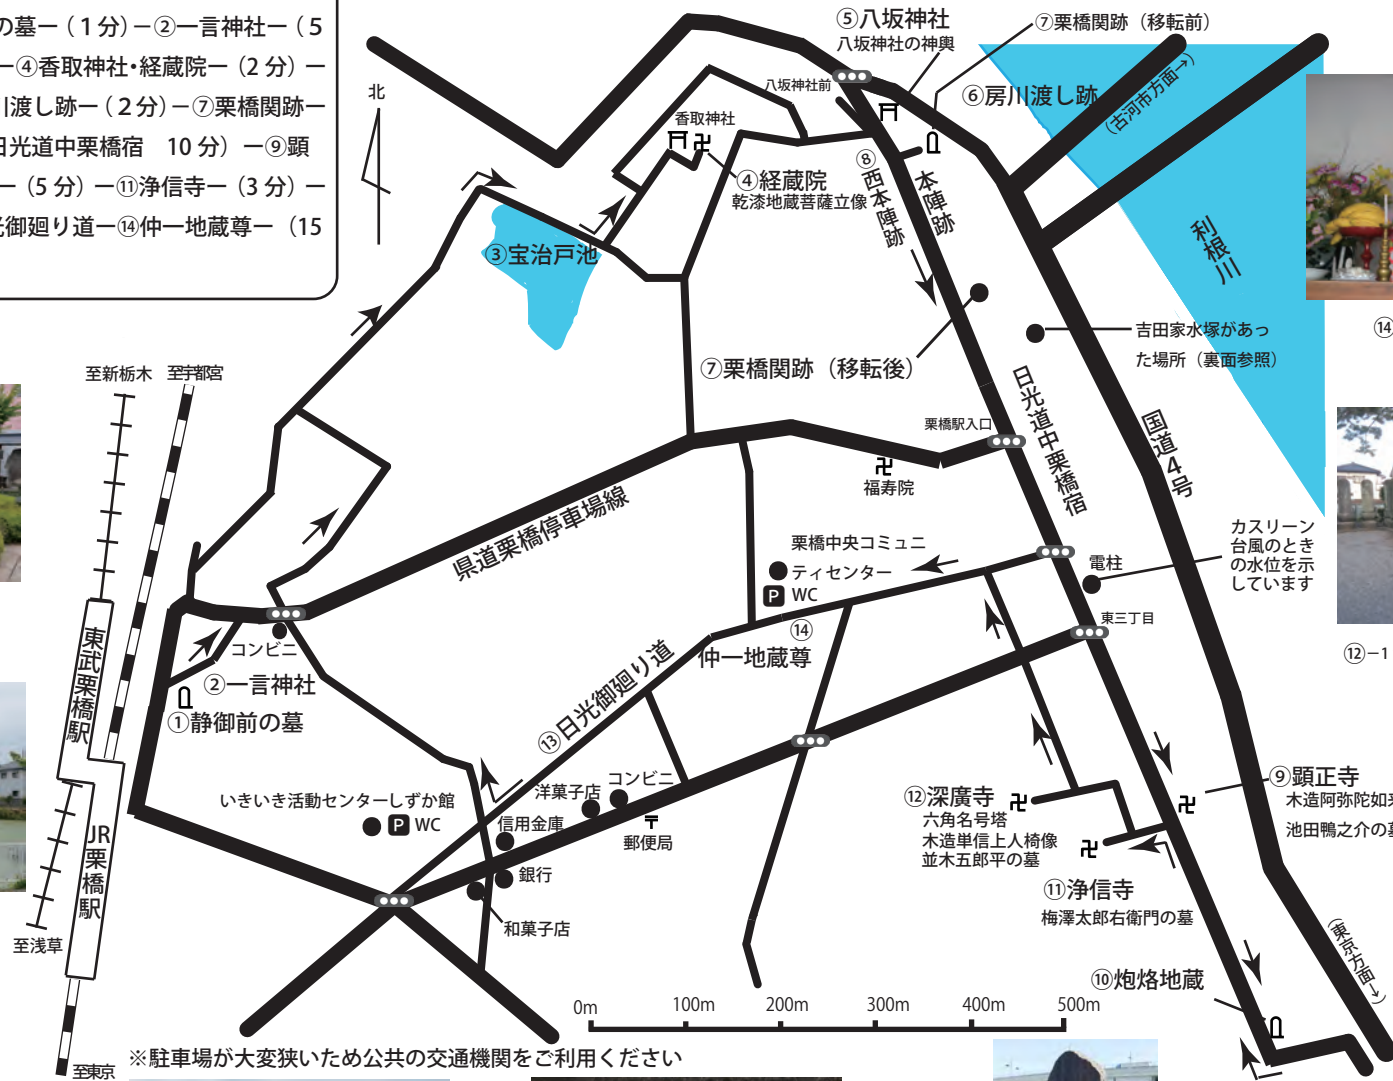 の墓ー（１分）－②一言神社ー（５
ー④香取神社・経蔵院ー（2 分）ー
川渡し跡ー（２分）－⑦栗橋関跡ー
日光道中栗橋宿　10 分）ー⑨顕
ー（5 分）ー⑪浄信寺ー（3 分）ー
光御廻り道ー⑭仲一地蔵尊ー（15
北
⑤八坂神社
八坂神社の神輿
八坂神社前
⑦栗橋関跡（移転前）
⑥房川渡し跡
（古河市方面→）
利根川
香取神社
④経蔵院
乾漆地蔵菩薩立像
⑧西本陣跡
本陣跡
③宝治戸池
⑦栗橋関跡（移転後）
吉田家水塚があっ
た場所（裏面参照）
⑭
至新栃木
至宇都宮
栗橋駅入口
日光道中栗橋宿
国道４号
福寿院
県道栗橋停車場線
栗橋中央コミュニ
ティセンター
P WC
電柱
カスリーン
台風のとき
の水位を示
しています
東三丁目
⑫－1
コンビニ
②一言神社
①静御前の墓
東武栗橋駅
JR栗橋駅
⑭
仲一地蔵尊
⑬日光御廻り道
いきいき活動センターしずか館
P WC
洋菓子店
コンビニ
信用金庫
郵便局
銀行
和菓子店
⑫深廣寺
六角名号塔
木造単信上人椅像
並木五郎平の墓
⑨顕正寺
木造阿弥陀如来
池田鴨之介の墓
⑪浄信寺
梅澤太郎右衛門の墓
⑩炮烙地蔵
（東京方面→）
至浅草
至東京
0m 100m 200m 300m 400m 500m
※駐車場が大変狭いため公共の交通機関をご利用ください